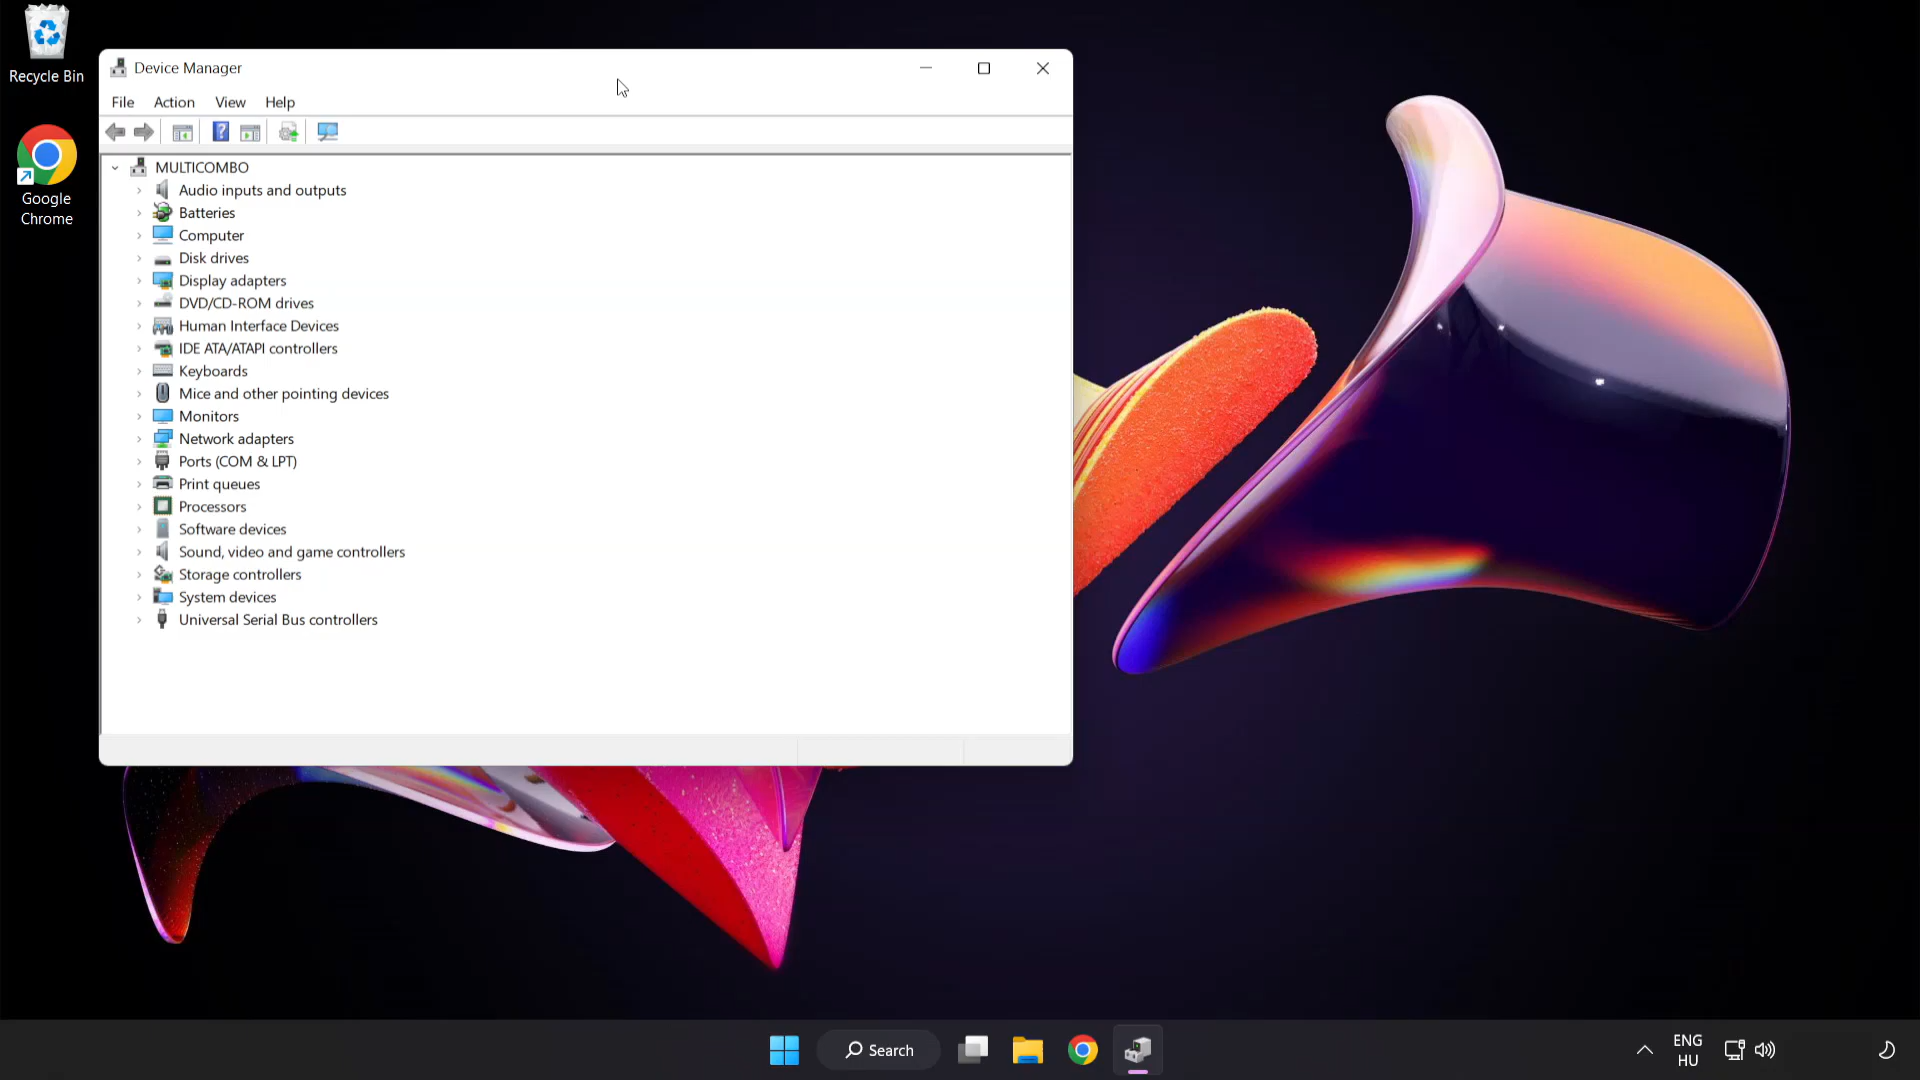 Recycle Bin
Google
Chrome
Device Manager
File Action View Help
MULTICOMBO
Audio inputs and outputs
Batteries
Computer
Disk drives
Display adapters
DVD/CD-ROM drives
Human Interface Devices
IDE ATA/ATAPI controllers
Keyboards
Mice and other pointing devices
Monitors
Network adapters
Ports (COM & LPT)
Print queues
Processors
Software devices
Sound, video and game controllers
Storage controllers
System devices
Universal Serial Bus controllers
Search
ENG
HU